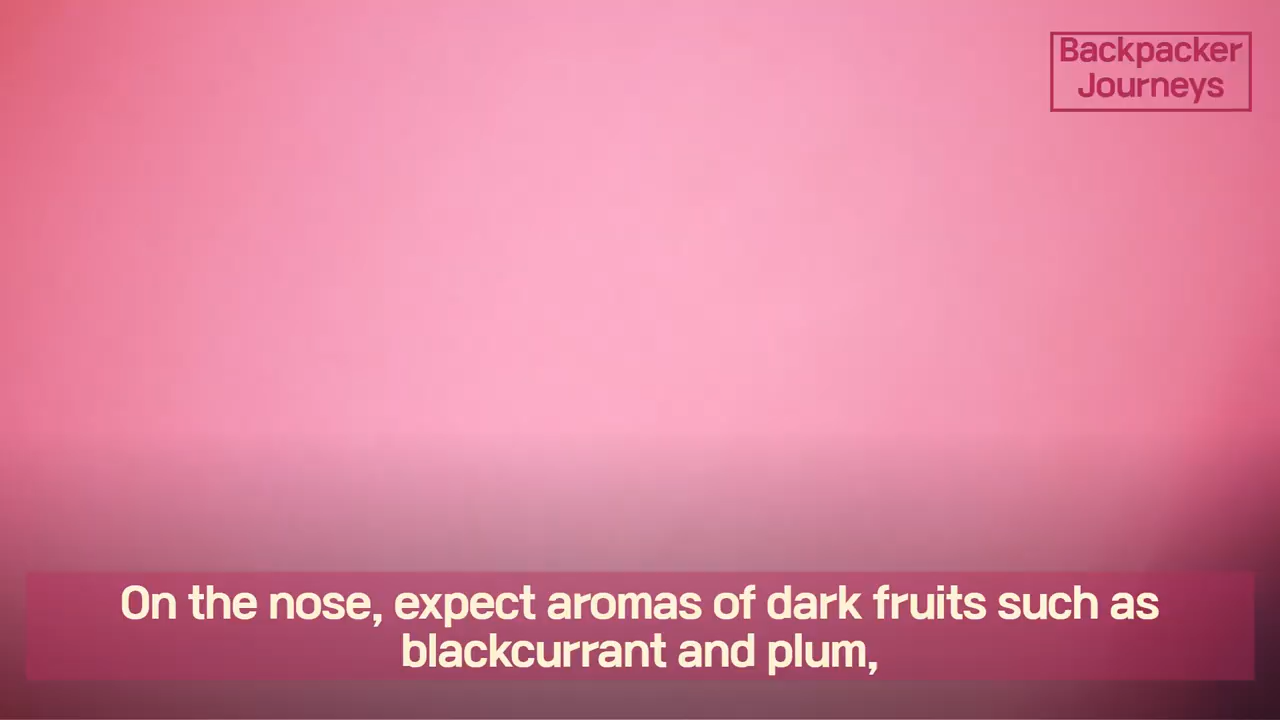 Backpacker
Journeys
On the nose, expect aromas of dark fruits such as
blackcurrant and plum,